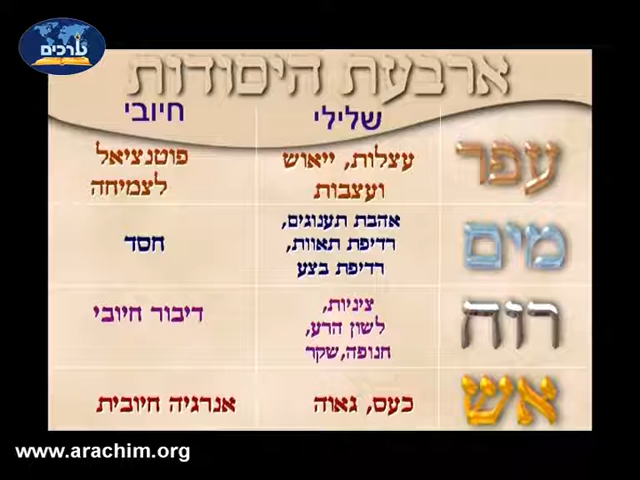 ערכים
ארבעת היסודות
שלילי
חיובי
עפר
עצלות, ייאוש
ועצבות
פוטנציאל
לצמיחה
מים
אהבת תענוגים,
רדיפת תאוות,
רדיפת בצע
חסד
רוח
ציניות,
לשון הרע,
חנופה,שקר
דיבור חיובי
אש
כעס, גאווה
אנרגיה חיובית
www.arachim.org